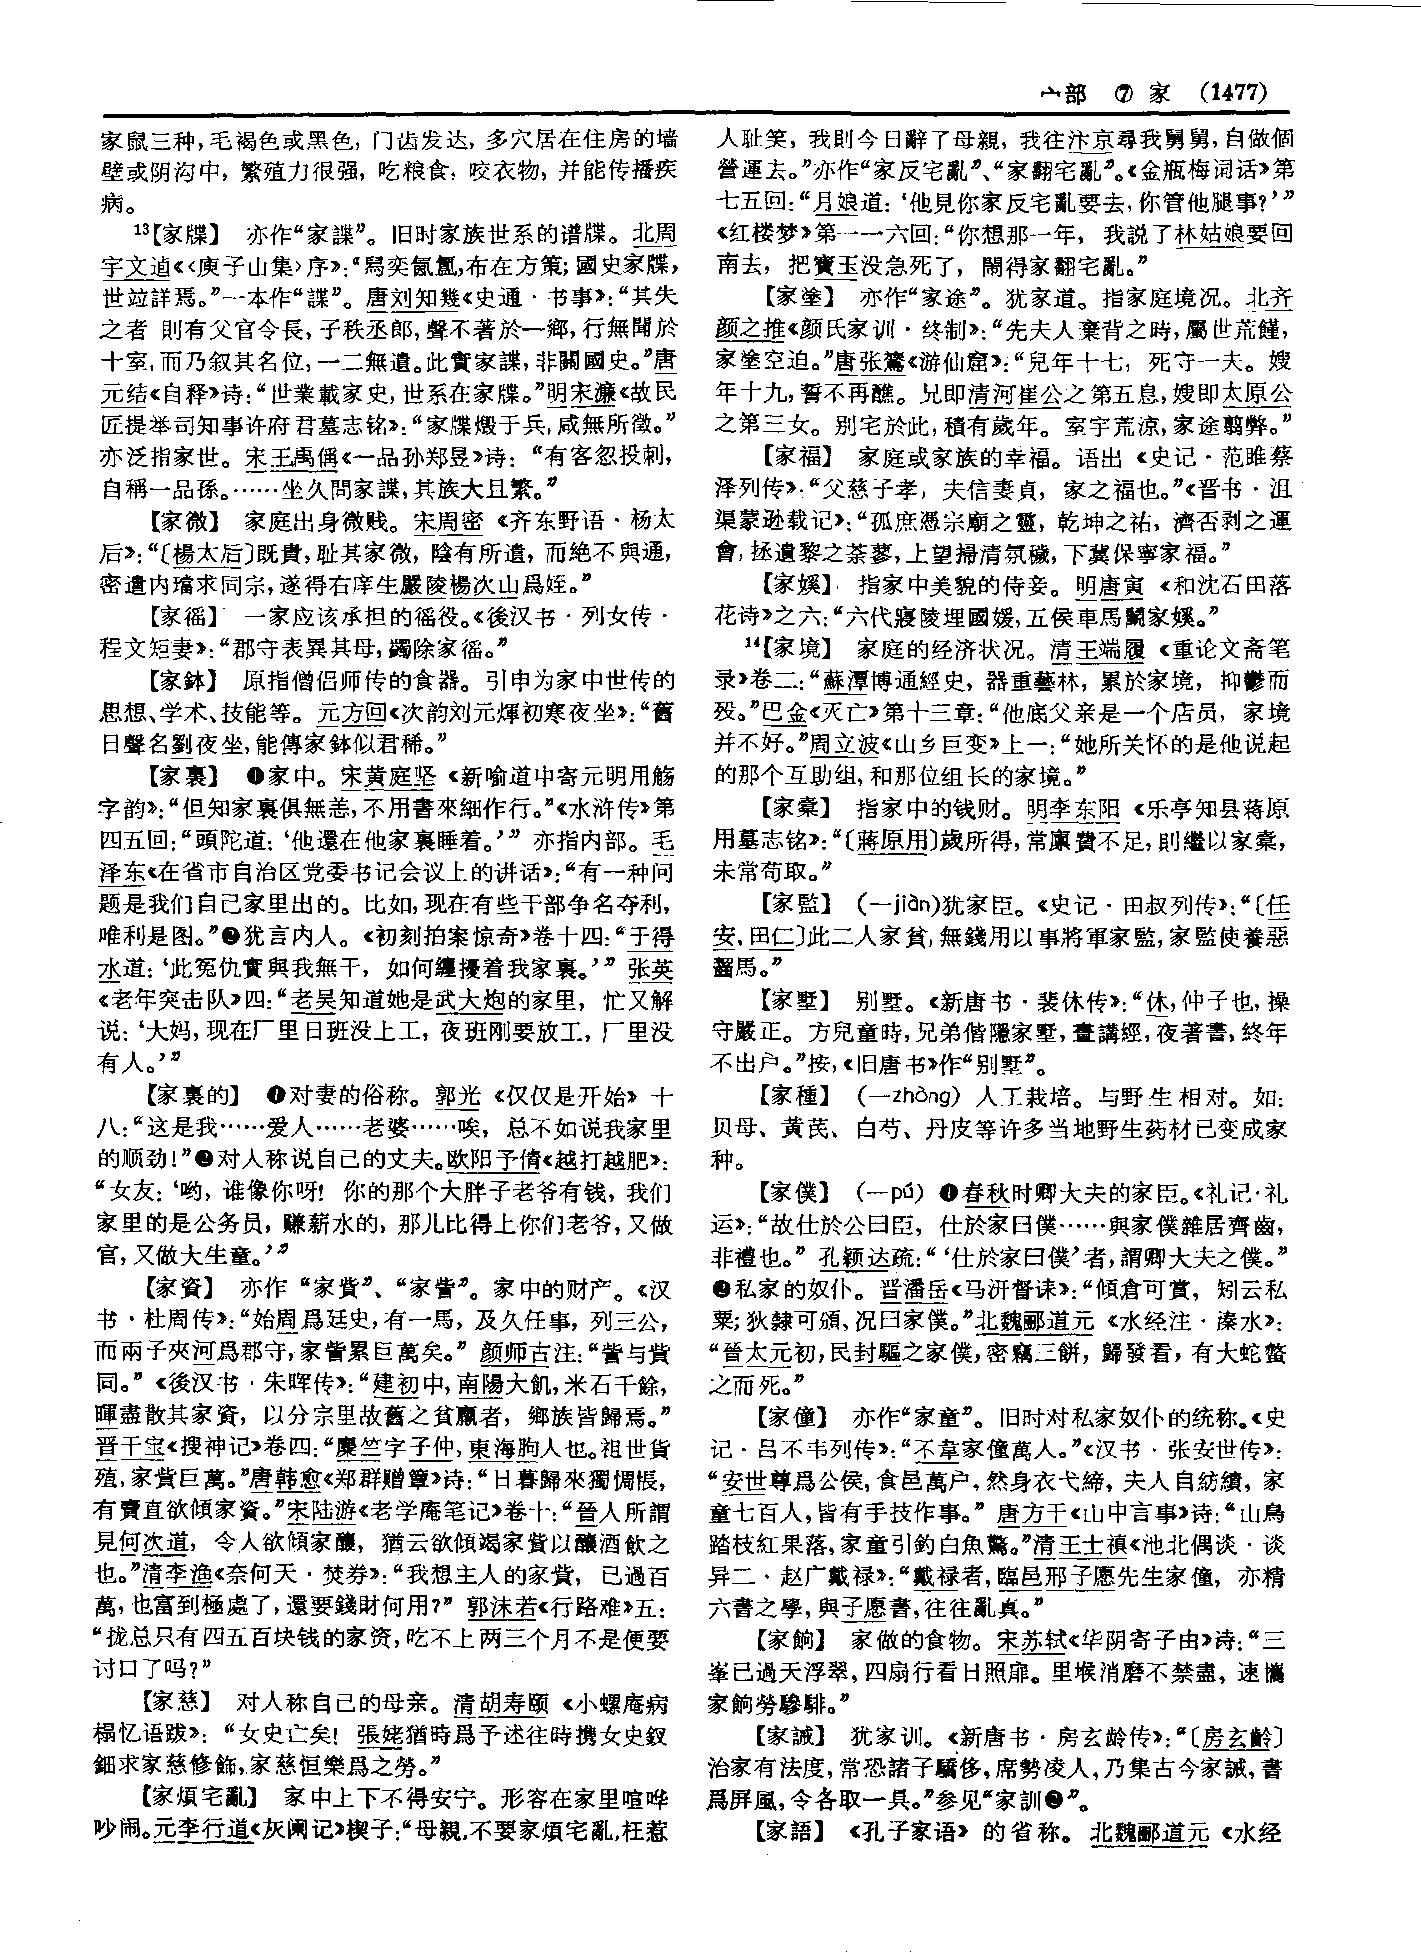 宀部 ⑦ 家 (1477)
家鼠三种，毛褐色或黑色，门齿发达，多穴居在住房的墙
壁或阴沟中，繁殖力很强，吃粮食，咬衣物，并能传播疾
病。
13【家牒】 亦作“家諜”。旧时家族世系的谱牒。北周
宇文逌《〈庾子山集〉序》：“舄奕氤氲，布在方策；國史家牒，
世竝詳焉。”一本作“諜”。唐刘知幾《史通·书事》：“其失
之者 則有父官令長，子秩丞郎，聲不著於一鄉，行無聞於
十室，而乃叙其名位，一二無遺。此實家諜，非關國史。”唐
元结《自释》诗：“世業載家史，世系在家牒。”明宋濂《故民
匠提举司知事许府君墓志铭》：“家牒燬于兵，咸無所徵。”
亦泛指家世。宋王禹偁《一品孙郑昱》诗：“有客忽投刺，
自稱一品孫。……坐久問家諜，其族大且繁。”
【家微】 家庭出身微贱。宋周密《齐东野语·杨太
后》：“〔楊太后〕既貴，耻其家微，陰有所遺，而絶不與通，
密遣内璫求同宗，遂得右庠生嚴陵楊次山爲姪。”
【家徭】 一家应该承担的徭役。《後汉书·列女传·
程文矩妻》：“郡守表異其母，蠲除家徭。”
【家鉢】 原指僧侣师传的食器。引申为家中世传的
思想、学术、技能等。元方回《次韵刘元煇初寒夜坐》：“舊
日聲名劉夜坐，能傳家鉢似君稀。”
【家裏】 ❶家中。宋黄庭坚《新喻道中寄元明用觞
字韵》：“但知家裏俱無恙，不用書來細作行。”《水浒传》第
四五回：“頭陀道：‘他還在他家裏睡着。’” 亦指内部。毛
泽东《在省市自治区党委书记会议上的讲话》：“有一种问
题是我们自己家里出的。比如，现在有些干部争名夺利，
唯利是图。”❷犹言内人。《初刻拍案惊奇》卷十四：“于得
水道：‘此冤仇實與我無干，如何纏擾着我家裏。’” 张英
《老年突击队》四：“老吴知道她是武大炮的家里，忙又解
说：‘大妈，现在厂里日班没上工，夜班刚要放工，厂里没
有人。’”
【家裏的】 ❶对妻的俗称。郭光《仅仅是开始》十
八：“这是我……爱人……老婆……唉，总不如说我家里
的顺劲！”❷对人称说自己的丈夫。欧阳予倩《越打越肥》：
“女友：‘哟，谁像你呀！你的那个大胖子老爷有钱，我们
家里的是公务员，赚薪水的，那儿比得上你们老爷，又做
官，又做大生意。’”
【家資】 亦作“家貲”、“家訾”。家中的财产。《汉
书·杜周传》：“始周爲廷史，有一馬，及久任事，列三公，
而兩子夾河爲郡守，家訾累巨萬矣。” 颜师古注：“訾与貲
同。”《後汉书·朱晖传》：“建初中，南陽大飢，米石千餘，
暉盡散其家資，以分宗里故舊之貧羸者，鄉族皆歸焉。”
晋干宝《搜神记》卷四：“麋竺字子仲，東海朐人也。祖世貨
殖，家貲巨萬。”唐韩愈《郑群赠簟》诗：“日暮歸來獨惆悵，
有賣直欲傾家資。”宋陆游《老学庵笔记》卷十：“晉人所謂
見何次道，令人欲傾家釀，猶云欲傾竭家貲以釀酒飲之
也。”清李渔《奈何天·焚券》：“我想主人的家貲，已過百
萬，也富到極處了，還要錢財何用？” 郭沫若《行路难》五：
“拢总只有四五百块钱的家资，吃不上两三个月不是便要
讨口了吗？”
【家慈】 对人称自己的母亲。清胡寿颐《小螺庵病
榻忆语跋》：“女史亡矣！張姥猶時爲予述往時携女史釵
鈿求家慈修飾，家慈恒樂爲之勞。”
【家煩宅亂】 家中上下不得安宁。形容在家里喧哗
吵闹。元李行道《灰阑记》楔子：“母親，不要家煩宅亂，枉惹
人耻笑，我則今日辭了母親，我往汴京尋我舅舅，自做個
營運去。”亦作“家反宅亂”、“家翻宅亂”。《金瓶梅词话》第
七五回：“月娘道：‘他見你家反宅亂要去，你管他腿事？’”
《红楼梦》第一一六回：“你想那一年，我説了林姑娘要回
南去，把寶玉没急死了，鬧得家翻宅亂。”
【家塗】 亦作“家途”。犹家道。指家庭境况。北齐
颜之推《颜氏家训·终制》：“先夫人棄背之時，屬世荒饉，
家塗空迫。”唐张鷟《游仙窟》：“兒年十七，死守一夫。嫂
年十九，誓不再醮。兄即清河崔公之第五息，嫂即太原公
之第三女。别宅於此，積有歲年。室宇荒凉，家途翦弊。”
【家福】 家庭或家族的幸福。语出《史记·范雎蔡
泽列传》：“父慈子孝，夫信妻貞，家之福也。”《晋书·沮
渠蒙逊载记》：“孤庶憑宗廟之靈，乾坤之祐，濟否剥之運
會，拯遺黎之荼蓼，上望掃清氛穢，下冀保寧家福。”
【家媄】 指家中美貌的侍妾。明唐寅《和沈石田落
花诗》之六：“六代寢陵埋國媛，五侯車馬鬭家媄。”
14【家境】 家庭的经济状况。清王端履《重论文斋笔
录》卷二：“蘇潭博通經史，器重藝林，累於家境，抑鬱而
殁。”巴金《灭亡》第十三章：“他底父亲是一个店员，家境
并不好。”周立波《山乡巨变》上一：“她所关怀的是他说起
的那个互助组，和那位组长的家境。”
【家橐】 指家中的钱财。明李东阳《乐亭知县蒋原
用墓志铭》：“〔蔣原用〕歲所得，常廪費不足，則繼以家橐，
未常苟取。”
【家監】 （—jiàn）犹家臣。《史记·田叔列传》：“〔任
安，田仁〕此二人家貧，無錢用以事將軍家監，家監使養惡
齧馬。”
【家墅】 别墅。《新唐书·裴休传》：“休，仲子也，操
守嚴正。方兒童時，兄弟偕隱家墅，晝講經，夜著書，終年
不出户。”按，《旧唐书》作“别墅”。
【家種】 （—zhòng）人工栽培。与野生相对。如：
贝母、黄芪、白芍、丹皮等许多当地野生药材已变成家
种。
【家僕】 （—pú）❶春秋时卿大夫的家臣。《礼记·礼
运》：“故仕於公曰臣，仕於家曰僕……與家僕雜居齊齒，
非禮也。” 孔颖达疏：“‘仕於家曰僕’者，謂卿大夫之僕。”
❷私家的奴仆。晋潘岳《马汧督诔》：“傾倉可賞，矧云私
粟；狄隸可頒，况曰家僕。”北魏郦道元《水经注·溱水》：
“晉太元初，民封驅之家僕，密竊三餅，歸發看，有大蛇螫
之而死。”
【家僮】 亦作“家童”。旧时对私家奴仆的统称。《史
记·吕不韦列传》：“不韋家僮萬人。”《汉书·张安世传》：
“安世尊爲公侯，食邑萬户，然身衣弋綈，夫人自紡績，家
童七百人，皆有手技作事。” 唐方干《山中言事》诗：“山鳥
踏枝紅果落，家童引釣白魚驚。”清王士禛《池北偶谈·谈
异二·赵广戴禄》：“戴禄者，臨邑邢子愿先生家僮，亦精
六書之學，與子愿書，往往亂真。”
【家餉】 家做的食物。宋苏轼《华阴寄子由》诗：“三
峯已過天浮翠，四扇行看日照扉。里堠消磨不禁盡，速攜
家餉勞驂騑。”
【家誡】 犹家训。《新唐书·房玄龄传》：“〔房玄齡〕
治家有法度，常恐諸子驕侈，席勢凌人，乃集古今家誡，書
爲屏風，令各取一具。”参见“家訓❷”。
【家語】 《孔子家语》的省称。北魏郦道元《水经